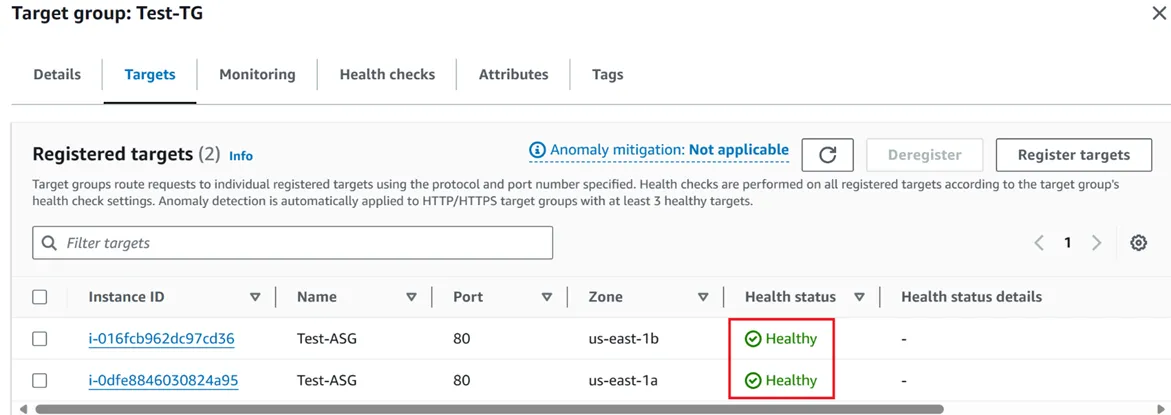 Target group: Test-TG
Details Targets Monitoring Health checks Attributes Tags
Registered targets (2) Info Anomaly mitigation: Not applicable Deregister Register targets
Target groups route requests to individual registered targets using the protocol and port number specified. Health checks are performed on all registered targets according to the target group's
health check settings. Anomaly detection is automatically applied to HTTP/HTTPS target groups with at least 3 healthy targets.
Filter targets 1
Instance ID Name Port Zone Health status Health status details
i-016fcb962dc97cd36 Test-ASG 80 us-east-1b Healthy -
i-0dfe8846030824a95 Test-ASG 80 us-east-1a Healthy -